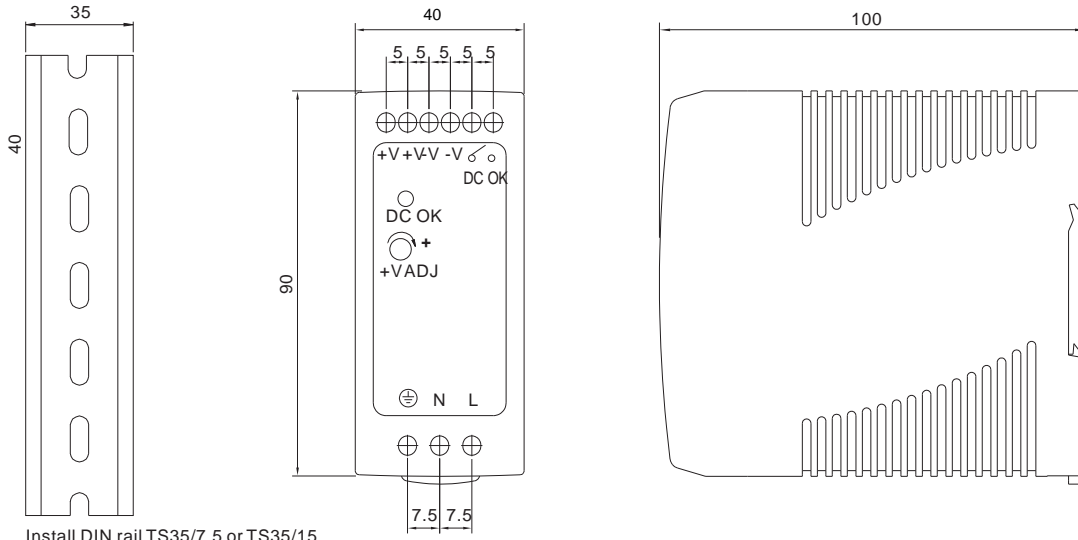 35
40
100
5 5 5 5 5
+V +V -V -V
DC OK
DC OK
+
+V ADJ
40
90
N L
7.5 7.5
Install DIN rail TS35/7.5 or TS35/15